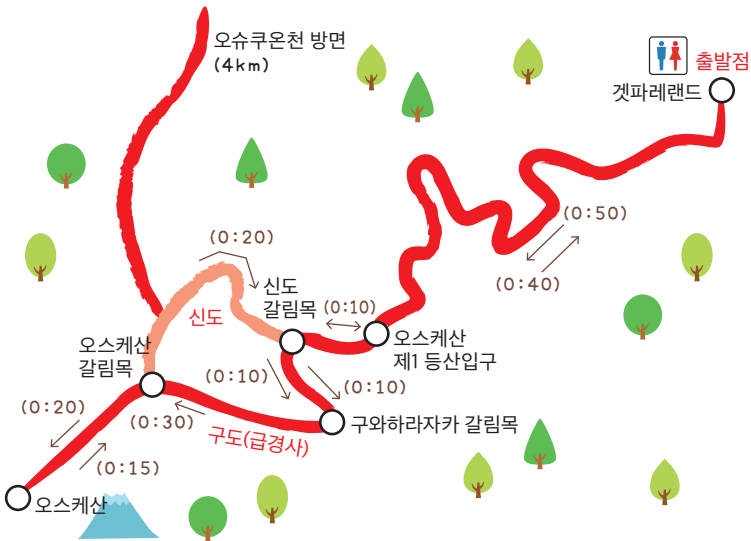 오슈쿠온천 방면
(4km)
출발점
겟파레랜드
(0:50)
(0:40)
(0:20)
신도
갈림목
(0:10)
신도
오스케산
제1 등산입구
오스케산
갈림목
(0:10)
(0:10)
(0:20)
(0:30)
구와하라자카 갈림목
구도(급경사)
(0:15)
오스케산